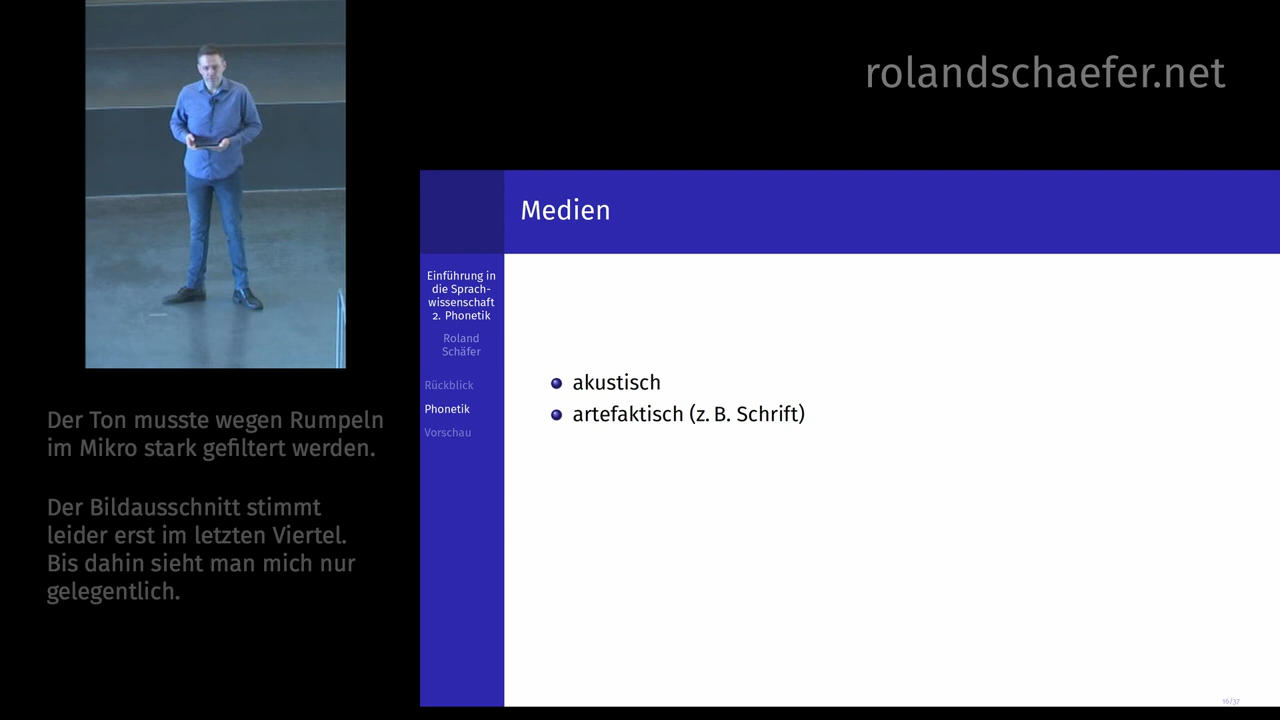 rolandschaefer.net
Medien
Einführung in
die Sprach-
wissenschaft
2. Phonetik
Roland
Schäfer
Rückblick
Phonetik
Vorschau
akustisch
artefaktisch (z. B. Schrift)
Der Ton musste wegen Rumpeln
im Mikro stark gefiltert werden.
Der Bildausschnitt stimmt
leider erst im letzten Viertel.
Bis dahin sieht man mich nur
gelegentlich.
16/37